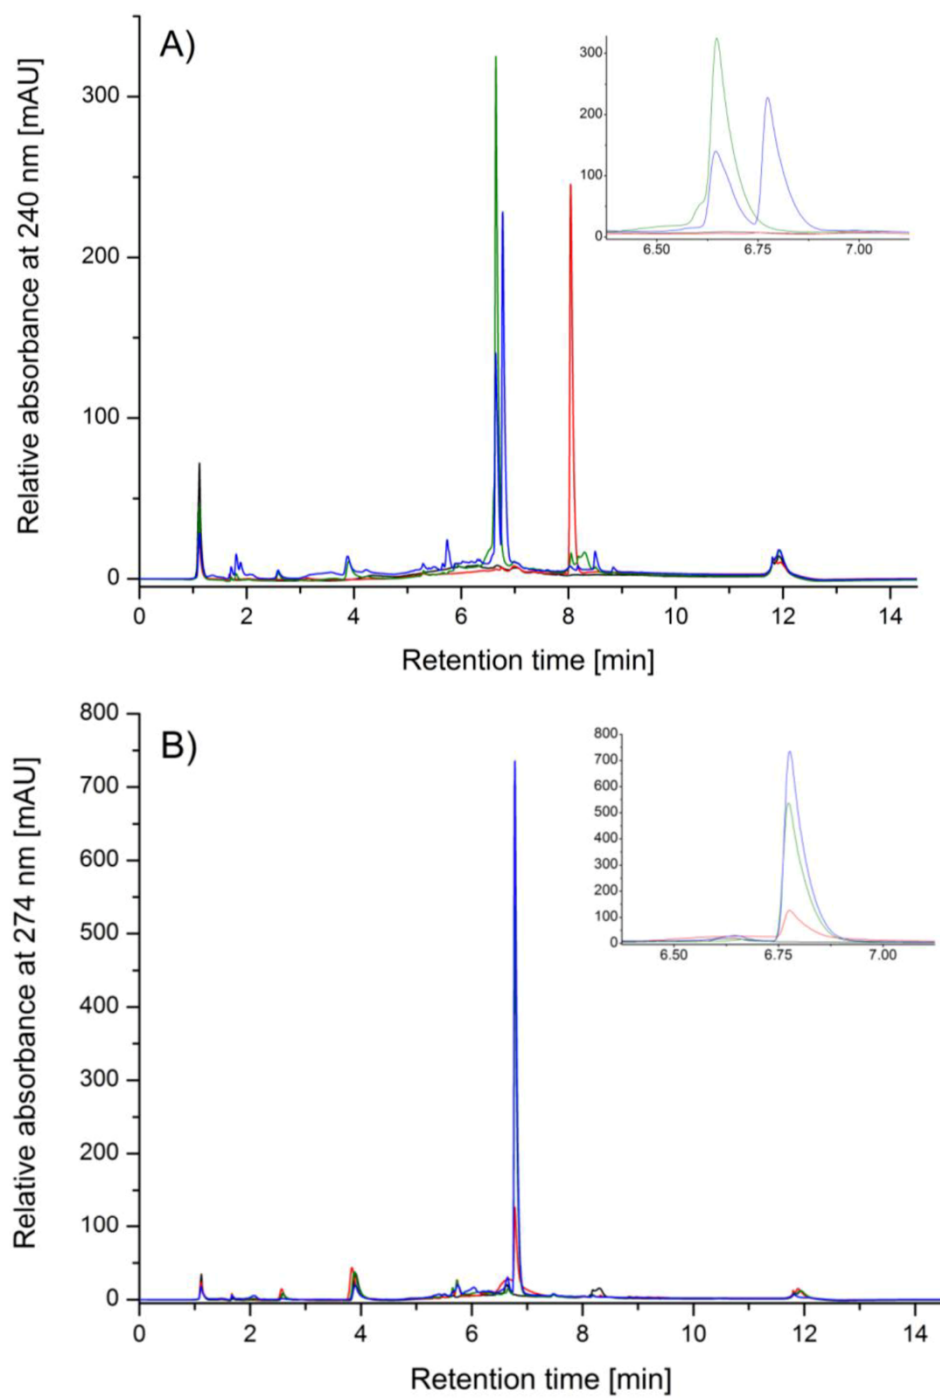 A)
Relative absorbance at 240 nm [mAU]
300
200
100
0
0 2 4 6 8 10 12 14
Retention time [min]
300
200
100
0
6.50 6.75 7.00
B)
Relative absorbance at 274 nm [mAU]
800
700
600
500
400
300
200
100
0
0 2 4 6 8 10 12 14
Retention time [min]
800
700
600
500
400
300
200
100
0
6.50 6.75 7.00